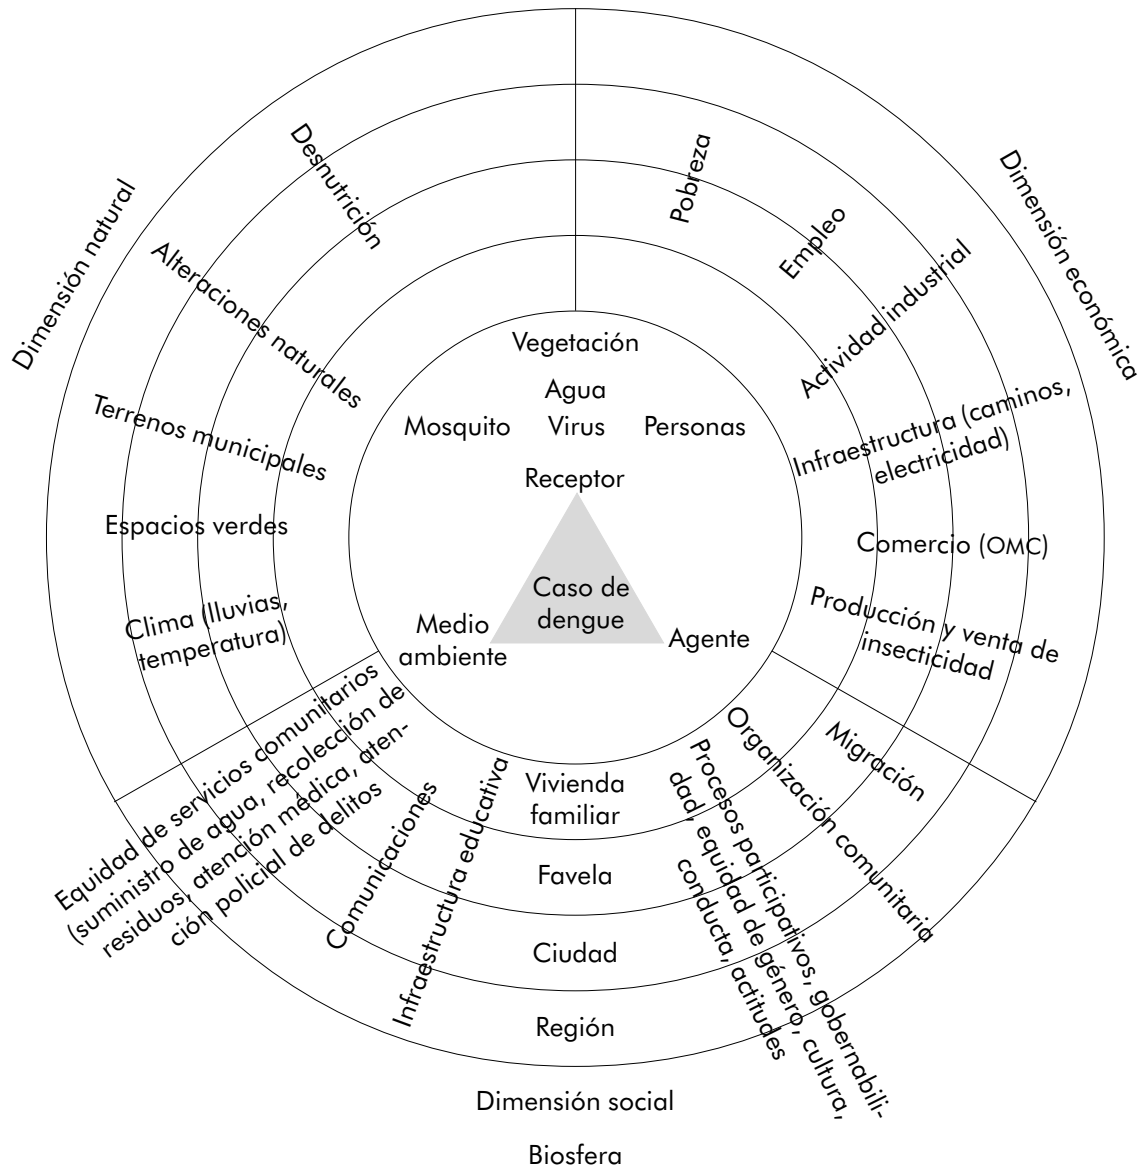 Dimensión natural
Desnutrición
Alteraciones naturales
Terrenos municipales
Espacios verdes
Clima (lluvias,
temperatura)
Dimensión económica
Pobreza
Empleo
Actividad industrial
Infraestructura (caminos,
electricidad)
Comercio (OMC)
Producción y venta de
insecticidad
Vegetación
Agua
Mosquito
Virus
Personas
Receptor
Caso de
dengue
Medio
ambiente
Agente
Equidad de servicios comunitarios
(suministro de agua, recolección de
residuos, atención médica, aten-
ción policial de delitos
Comunicaciones
Infraestructura educativa
Vivienda
familiar
Favela
Ciudad
Región
Procesos participativos, gobernabili-
dad, equidad de género, cultura,
conducta, actitudes
Organización comunitaria
Migración
Dimensión social
Biosfera